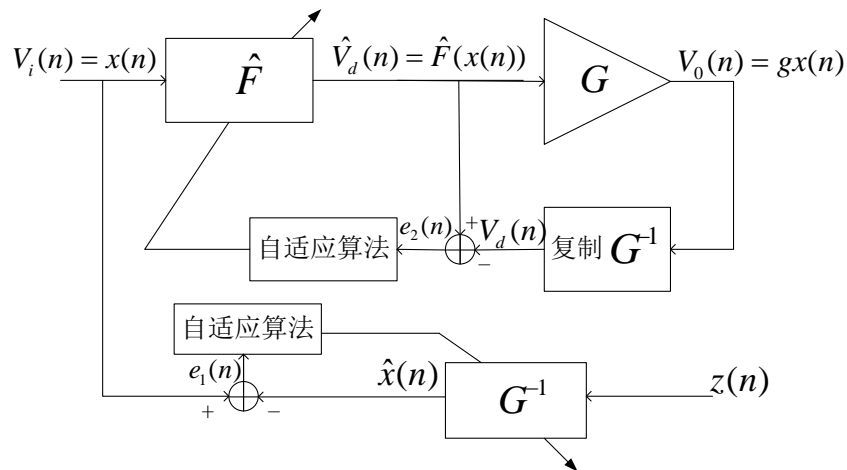 V_i(n) = x(n)
F̂
V̂_d(n) = F̂(x(n))
G
V_0(n) = gx(n)
自适应算法
e_2(n)
+
V_d(n)
−
复制 G^{-1}
自适应算法
e_1(n)
+
−
x̂(n)
G^{-1}
z(n)